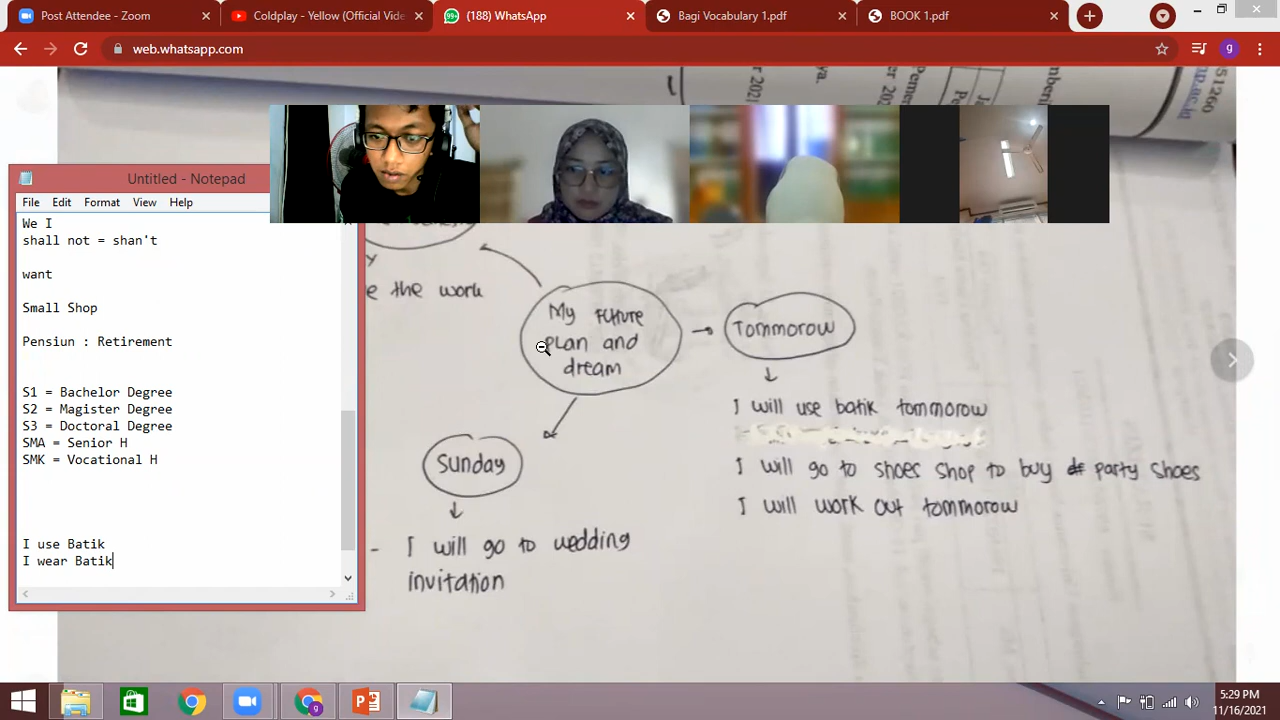 Post Attendee - Zoom
Coldplay - Yellow (Official Video
(188) WhatsApp
Bagi Vocabulary 1.pdf
BOOK 1.pdf
web.whatsapp.com
g
51260
Untitled - Notepad
File Edit Format View Help
We I
shall not = shan't
want
Small Shop
Pensiun : Retirement
S1 = Bachelor Degree
S2 = Magister Degree
S3 = Doctoral Degree
SMA = Senior H
SMK = Vocational H
I use Batik
I wear Batik
y
e the work
My Future
plan and
dream
Tommorow
I will use batik tommorow
I will go to shoes shop to buy party shoes
I will work out tommorow
Sunday
- I will go to wedding
invitation
5:29 PM
11/16/2021